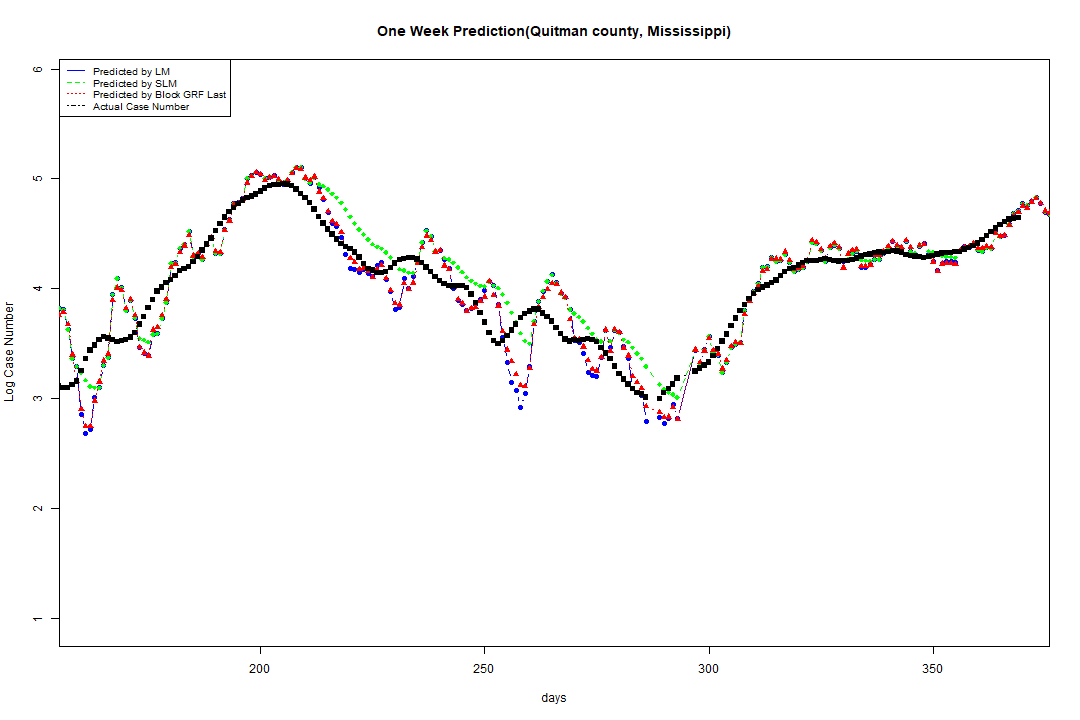 One Week Prediction(Quitman county, Mississippi)
Predicted by LM
Predicted by SLM
Predicted by Block GRF Last
Actual Case Number
6
5
4
3
2
1
Log Case Number
200 250 300 350
days